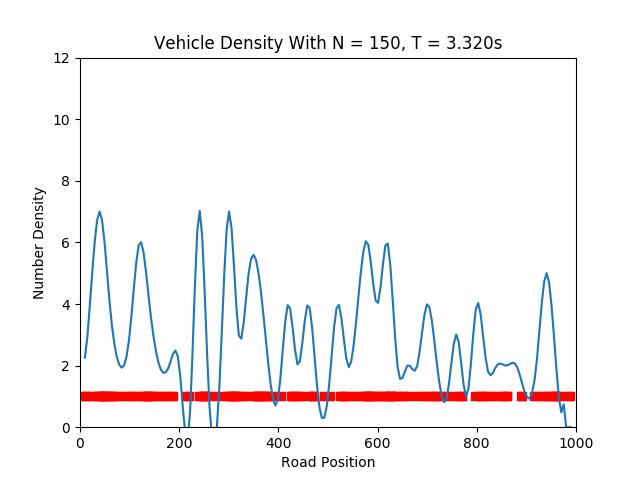 Vehicle Density With N = 150, T = 3.320s
12
10
8
6
4
2
0
Number Density
0 200 400 600 800 1000
Road Position